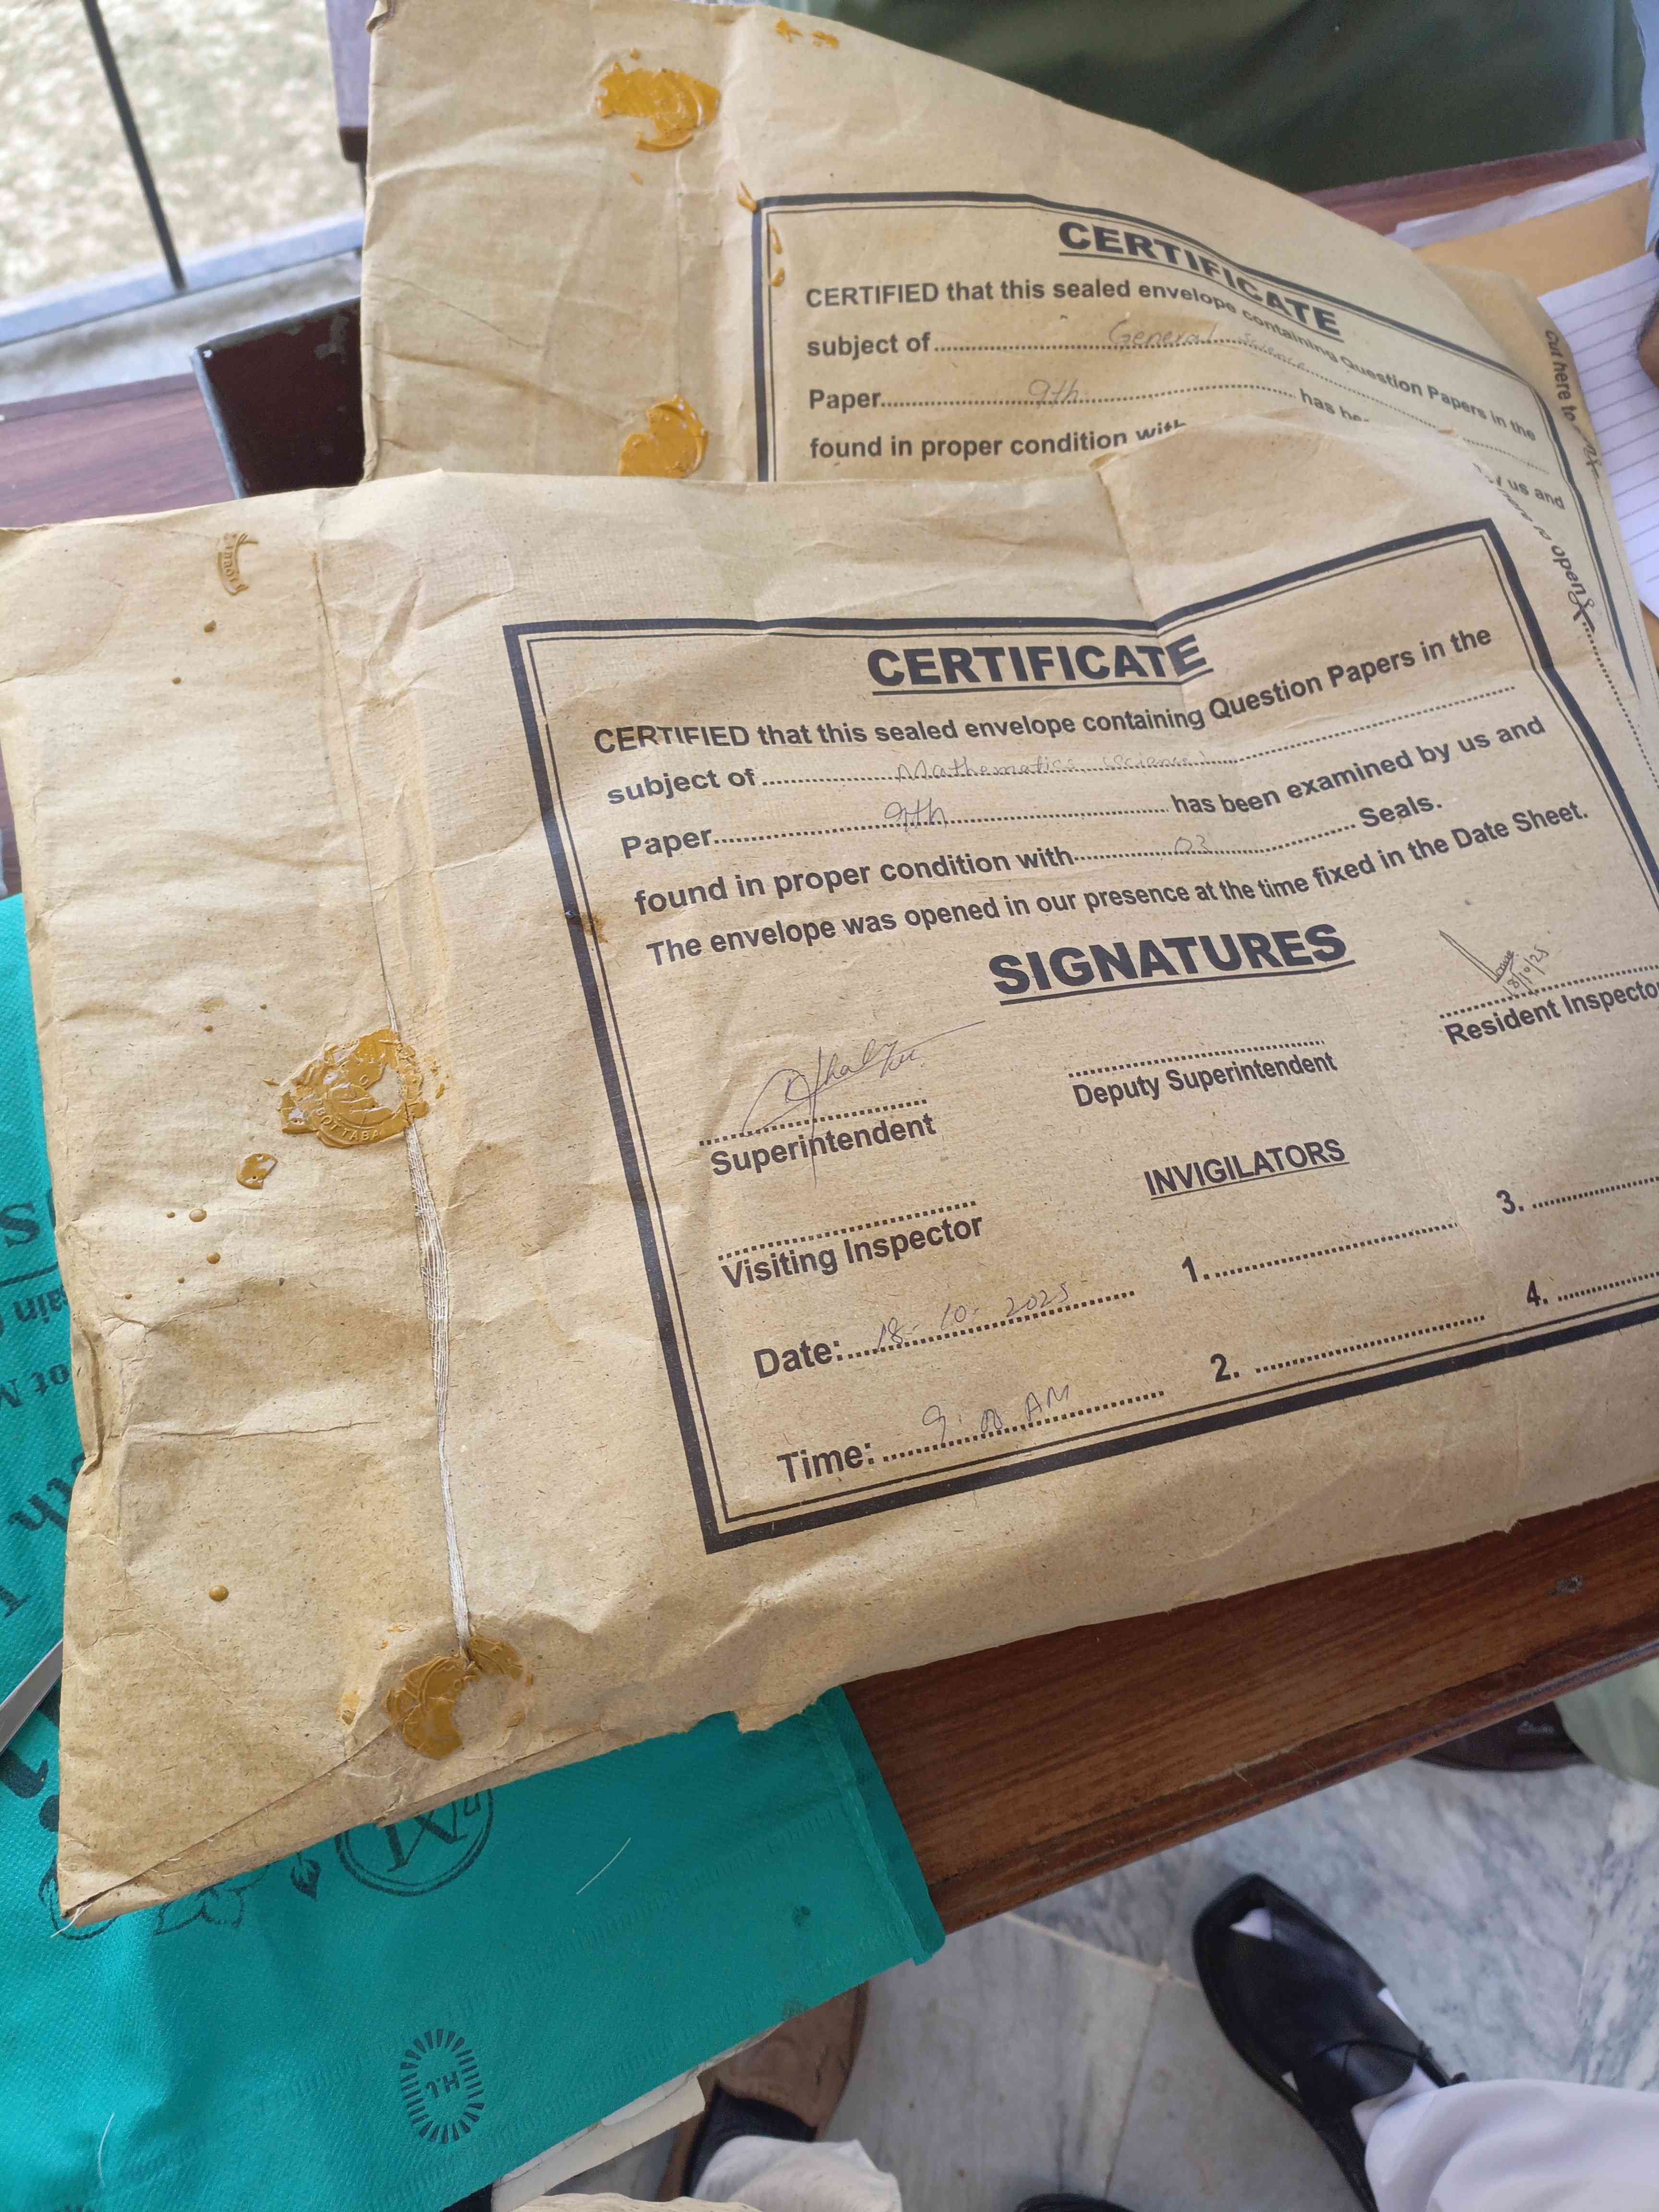 CERTIFICATE
CERTIFIED that this sealed envelope containing Question Papers in the
subject of General Science
Paper 9th has be
found in proper condition with
us and
Cut here to
open
CERTIFICATE
CERTIFIED that this sealed envelope containing Question Papers in the
subject of Mathematics Science
Paper 9th has been examined by us and
found in proper condition with 03 Seals.
The envelope was opened in our presence at the time fixed in the Date Sheet.
SIGNATURES
18/10/25
Superintendent
Deputy Superintendent
Resident Inspector
Visiting Inspector
INVIGILATORS
1.
3.
Date: 18-10-2025
2.
4.
Time: 9:00 AM
BOTTABA
H.J